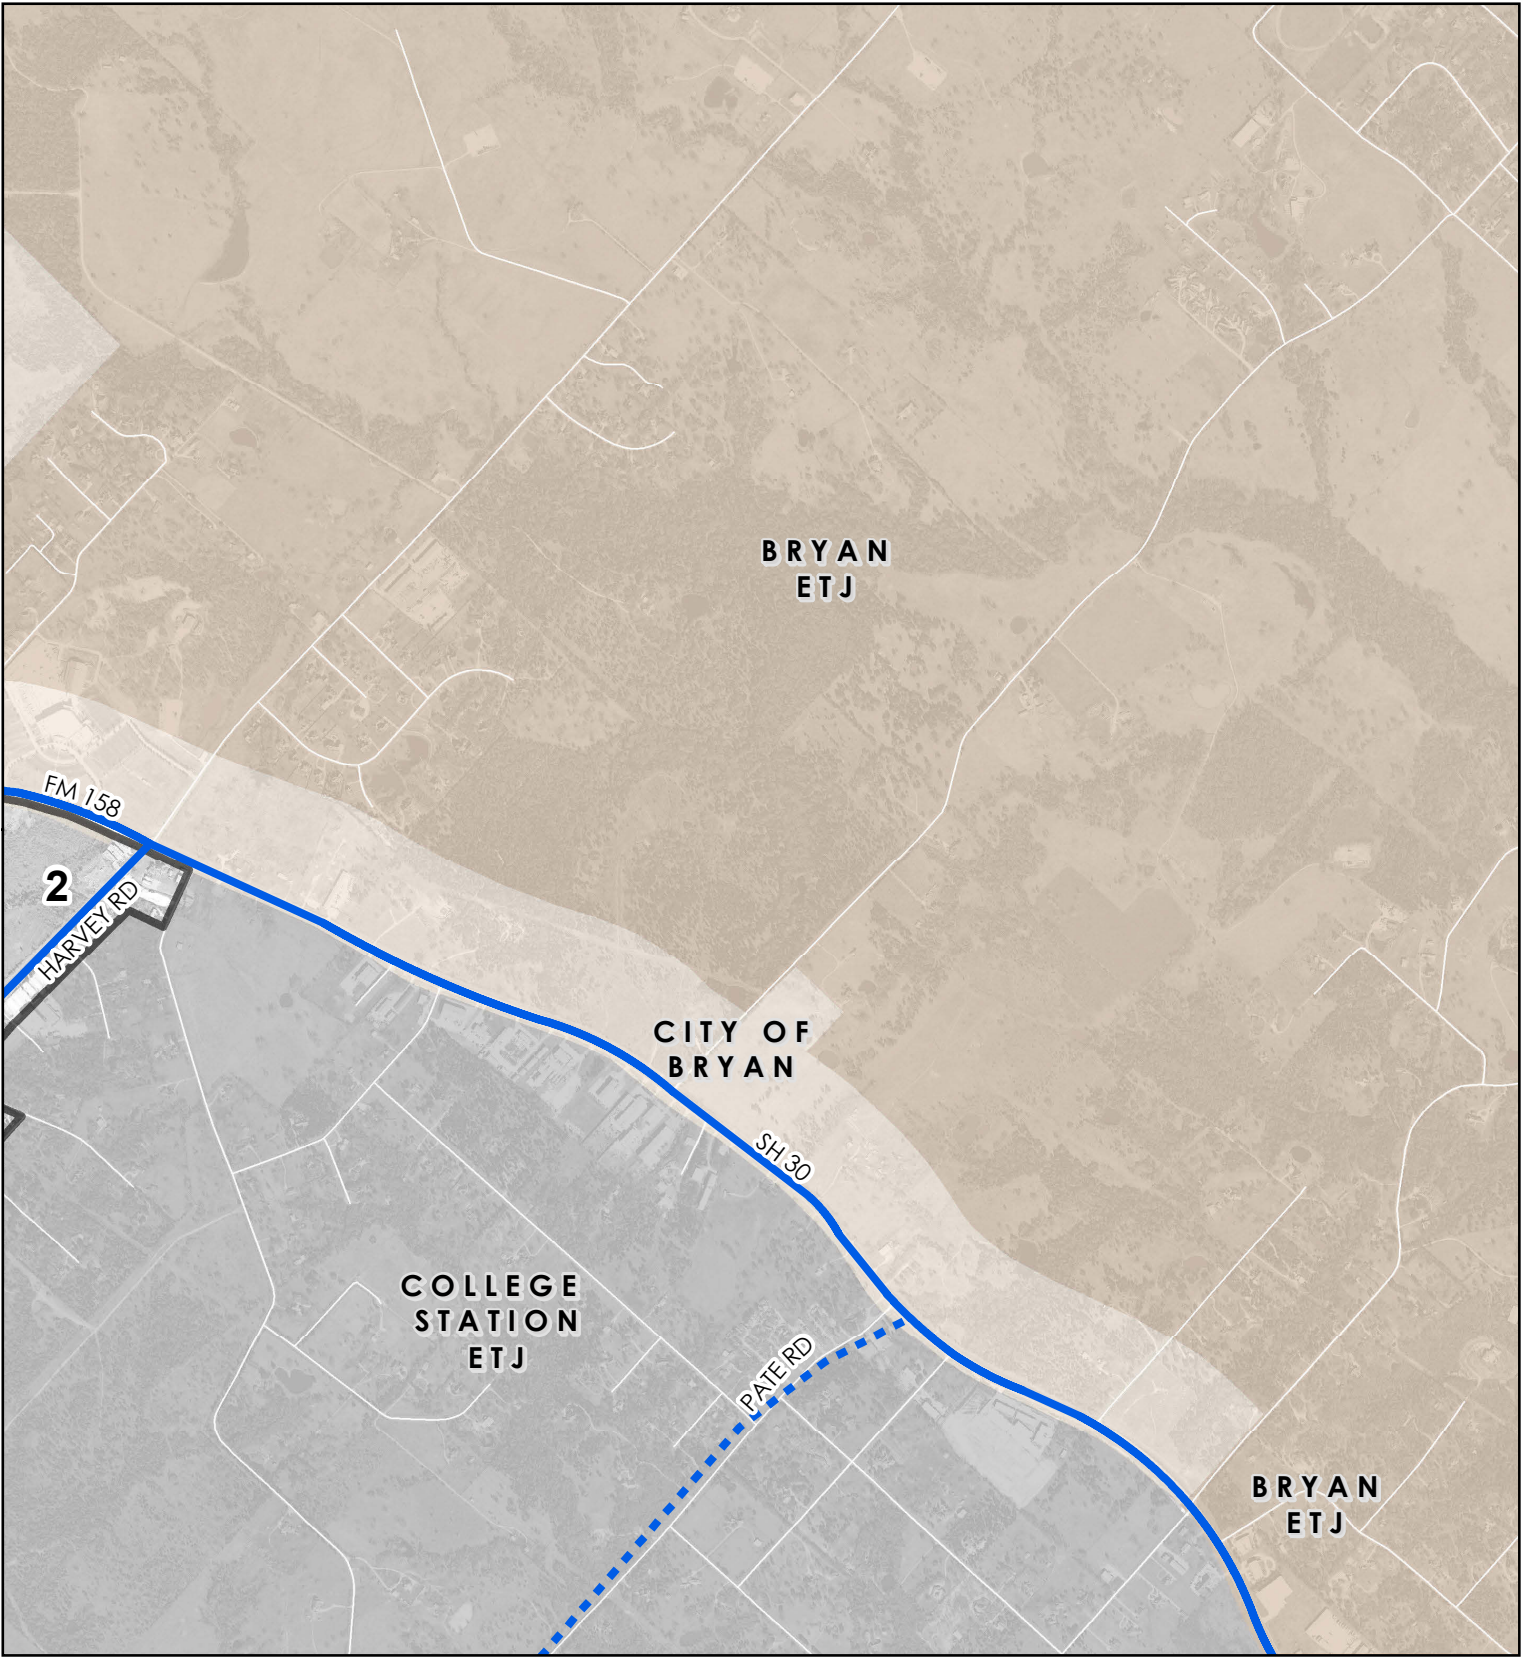 BRYAN
ETJ
FM 158
2
HARVEY RD
CITY OF
BRYAN
SH 30
COLLEGE
STATION
ETJ
PATE RD
BRYAN
ETJ